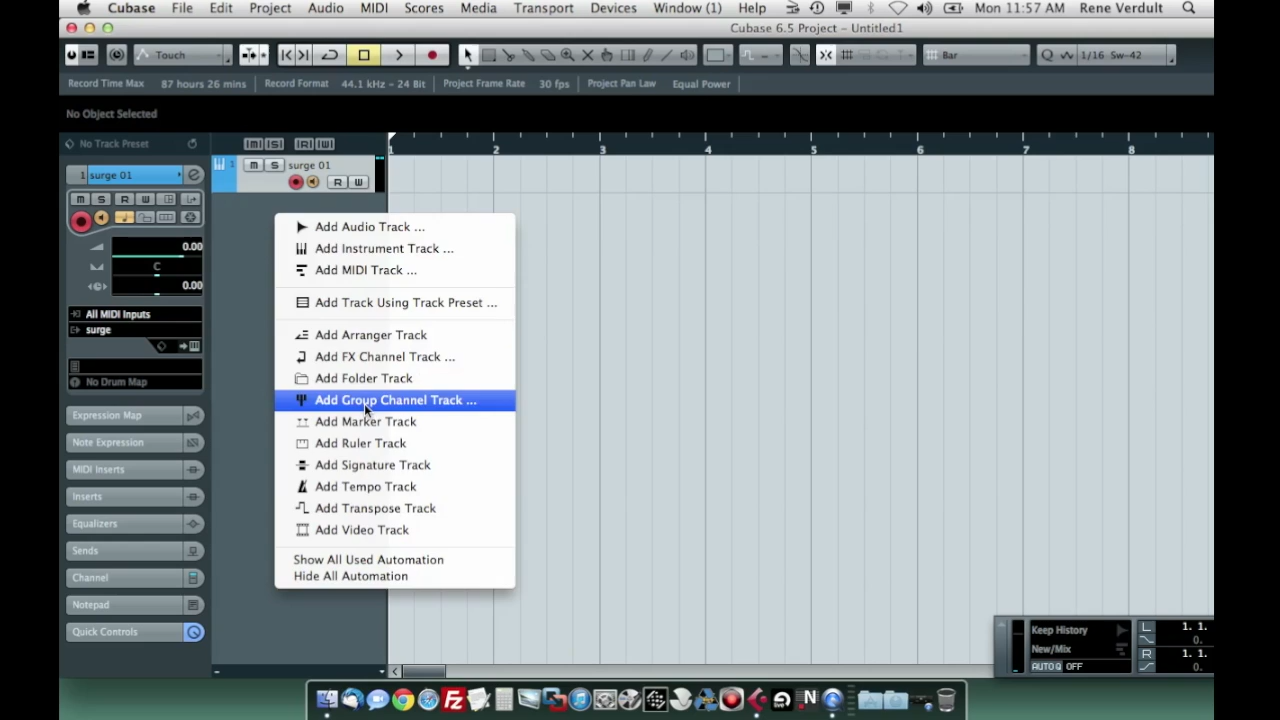 Cubase File Edit Project Audio MIDI Scores Media Transport Devices Window (1) Help Mon 11:57 AM Rene Verdult
Cubase 6.5 Project - Untitled1
Touch Bar 1/16 Sw-42
Record Time Max 87 hours 26 mins Record Format 44.1 kHz - 24 Bit Project Frame Rate 30 fps Project Pan Law Equal Power
No Object Selected
No Track Preset
[M] [S] [R] [W]
1 2 3 4 5 6 7 8
1 surge 01
1 surge 01
M S
R W
M S R W
0.00
C
0.00
All MIDI Inputs
surge
No Drum Map
Expression Map
Note Expression
MIDI Inserts
Inserts
Equalizers
Sends
Channel
Notepad
Quick Controls
Add Audio Track ...
Add Instrument Track ...
Add MIDI Track ...
Add Track Using Track Preset ...
Add Arranger Track
Add FX Channel Track ...
Add Folder Track
Add Group Channel Track ...
Add Marker Track
Add Ruler Track
Add Signature Track
Add Tempo Track
Add Transpose Track
Add Video Track
Show All Used Automation
Hide All Automation
Keep History
New/Mix
AUTO Q OFF
L 1. 1.
0.
R 1. 1.
0.
live